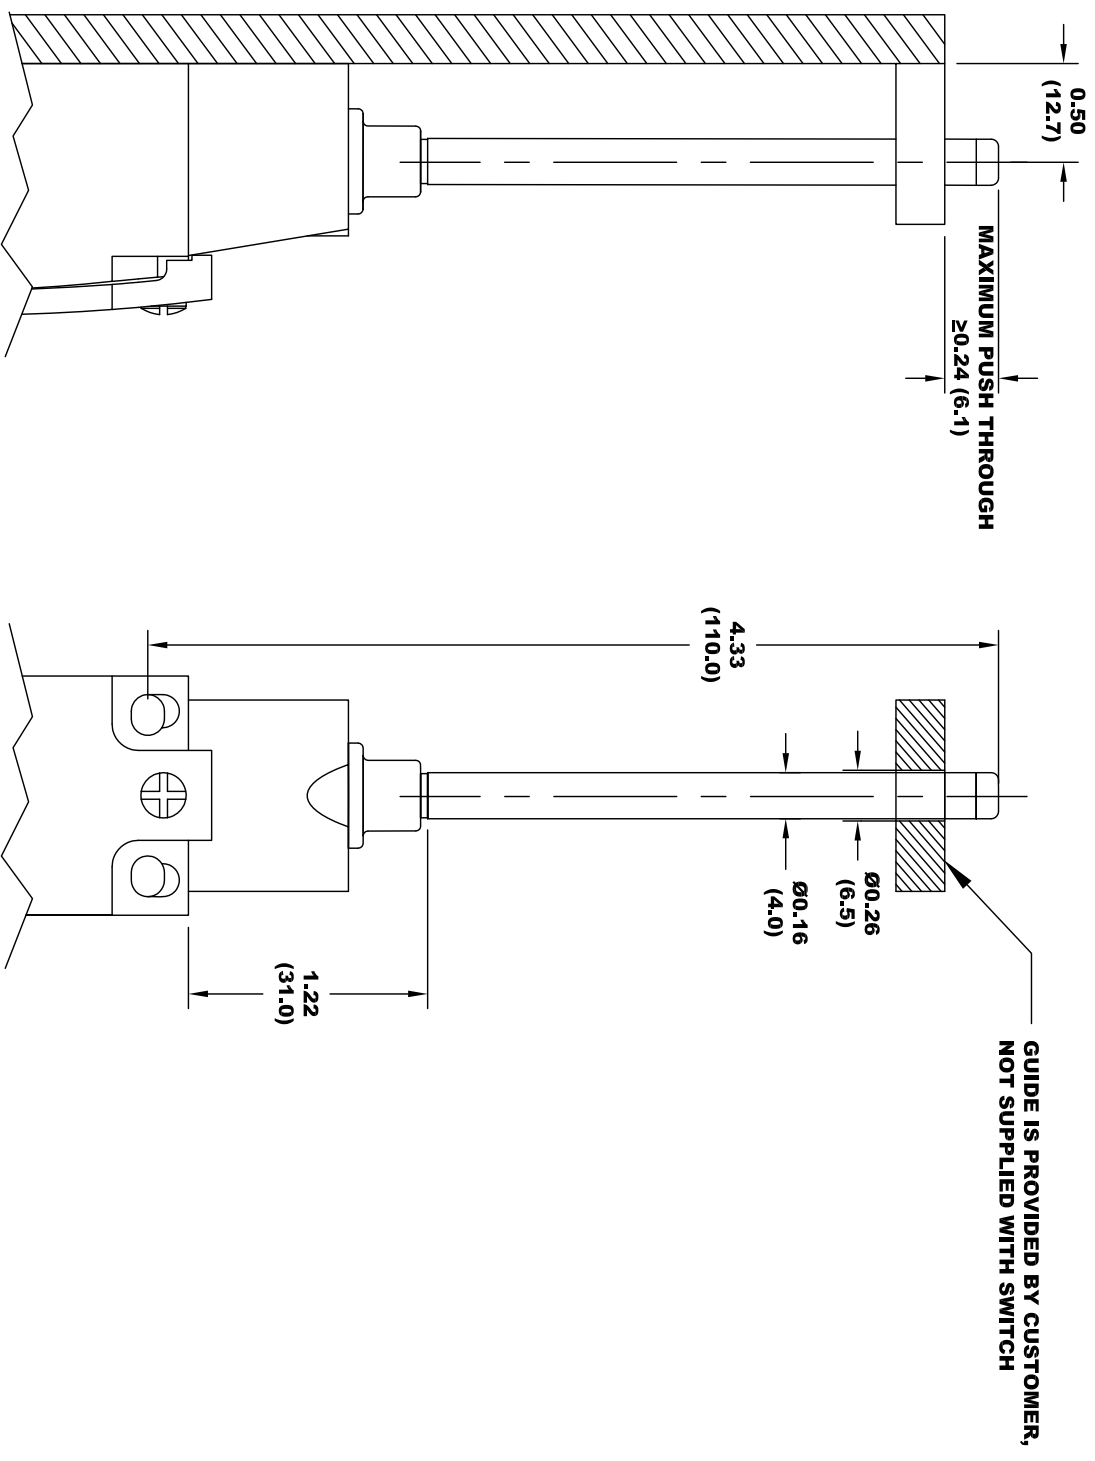 0.50
(12.7)
MAXIMUM PUSH THROUGH
≥0.24 (6.1)
4.33
(110.0)
Ø0.26
(6.5)
Ø0.16
(4.0)
1.22
(31.0)
GUIDE IS PROVIDED BY CUSTOMER,
NOT SUPPLIED WITH SWITCH